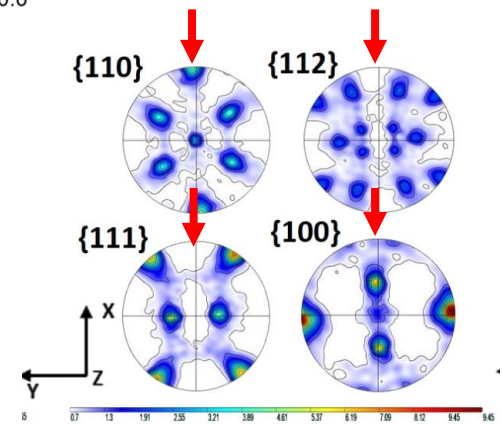 {110} {112}
{111} {100}
X
Y Z
0.7 1.3 1.91 2.55 3.21 3.89 4.61 5.37 6.19 7.09 8.12 9.45 9.45